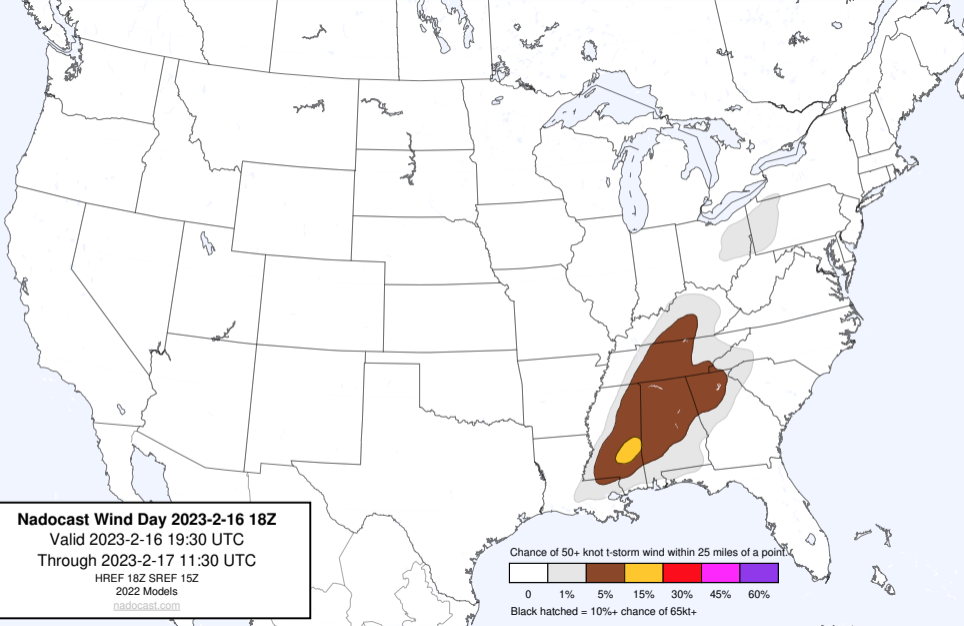 Nadocast Wind Day 2023-2-16 18Z
Valid 2023-2-16 19:30 UTC
Through 2023-2-17 11:30 UTC
HREF 18Z SREF 15Z
2022 Models
nadocast.com
Chance of 50+ knot t-storm wind within 25 miles of a point.
0 1% 5% 15% 30% 45% 60%
Black hatched = 10%+ chance of 65kt+